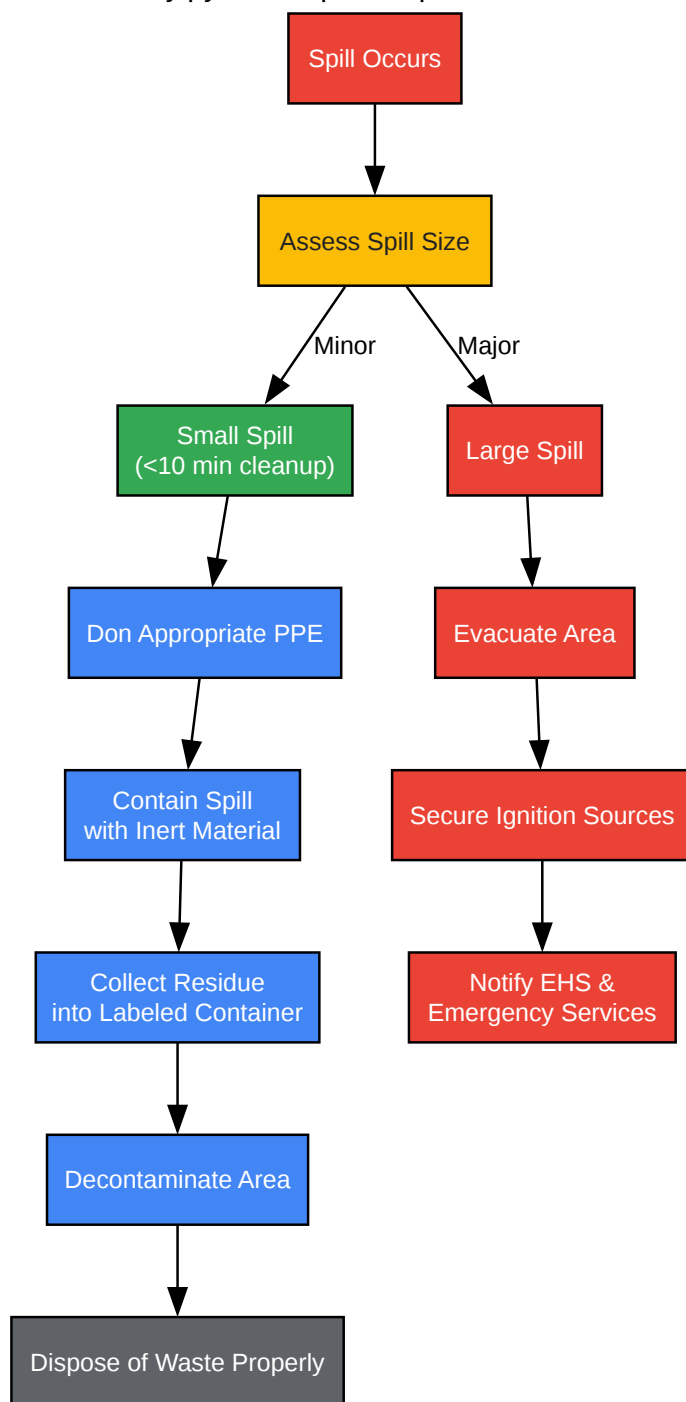 Spill Occurs
Assess Spill Size
Minor
Major
Small Spill
(<10 min cleanup)
Large Spill
Don Appropriate PPE
Evacuate Area
Contain Spill
with Inert Material
Secure Ignition Sources
Collect Residue
into Labeled Container
Notify EHS &
Emergency Services
Decontaminate Area
Dispose of Waste Properly